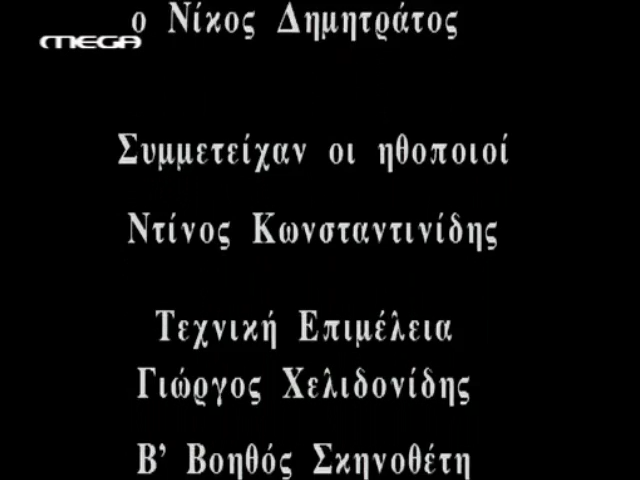 ο Νίκος Δημητράτος
MEGA
Συμμετείχαν οι ηθοποιοί
Ντίνος Κωνσταντινίδης
Τεχνική Επιμέλεια
Γιώργος Χελιδονίδης
Β' Βοηθός Σκηνοθέτη